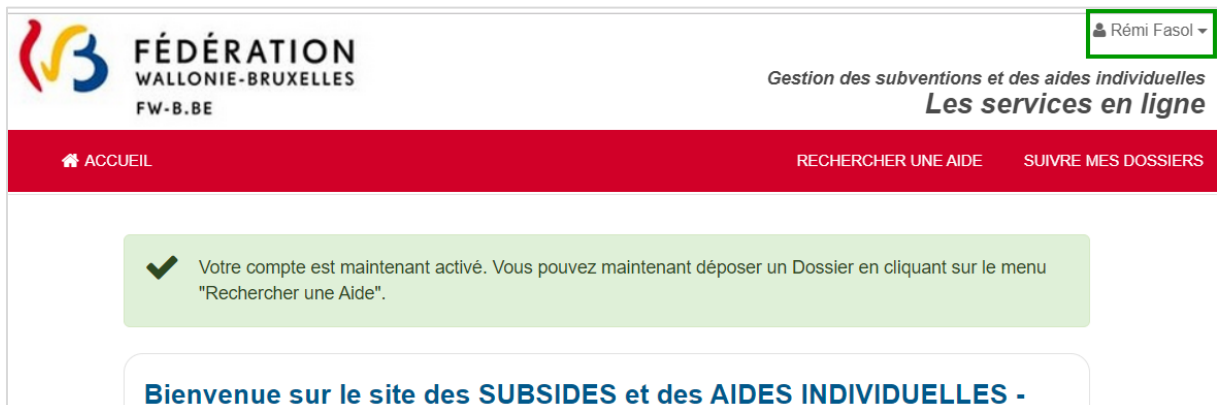 Rémi Fasol
FÉDÉRATION
WALLONIE-BRUXELLES
FW-B.BE
Gestion des subventions et des aides individuelles
Les services en ligne
ACCUEIL
RECHERCHER UNE AIDE
SUIVRE MES DOSSIERS
Votre compte est maintenant activé. Vous pouvez maintenant déposer un Dossier en cliquant sur le menu
"Rechercher une Aide".
Bienvenue sur le site des SUBSIDES et des AIDES INDIVIDUELLES -